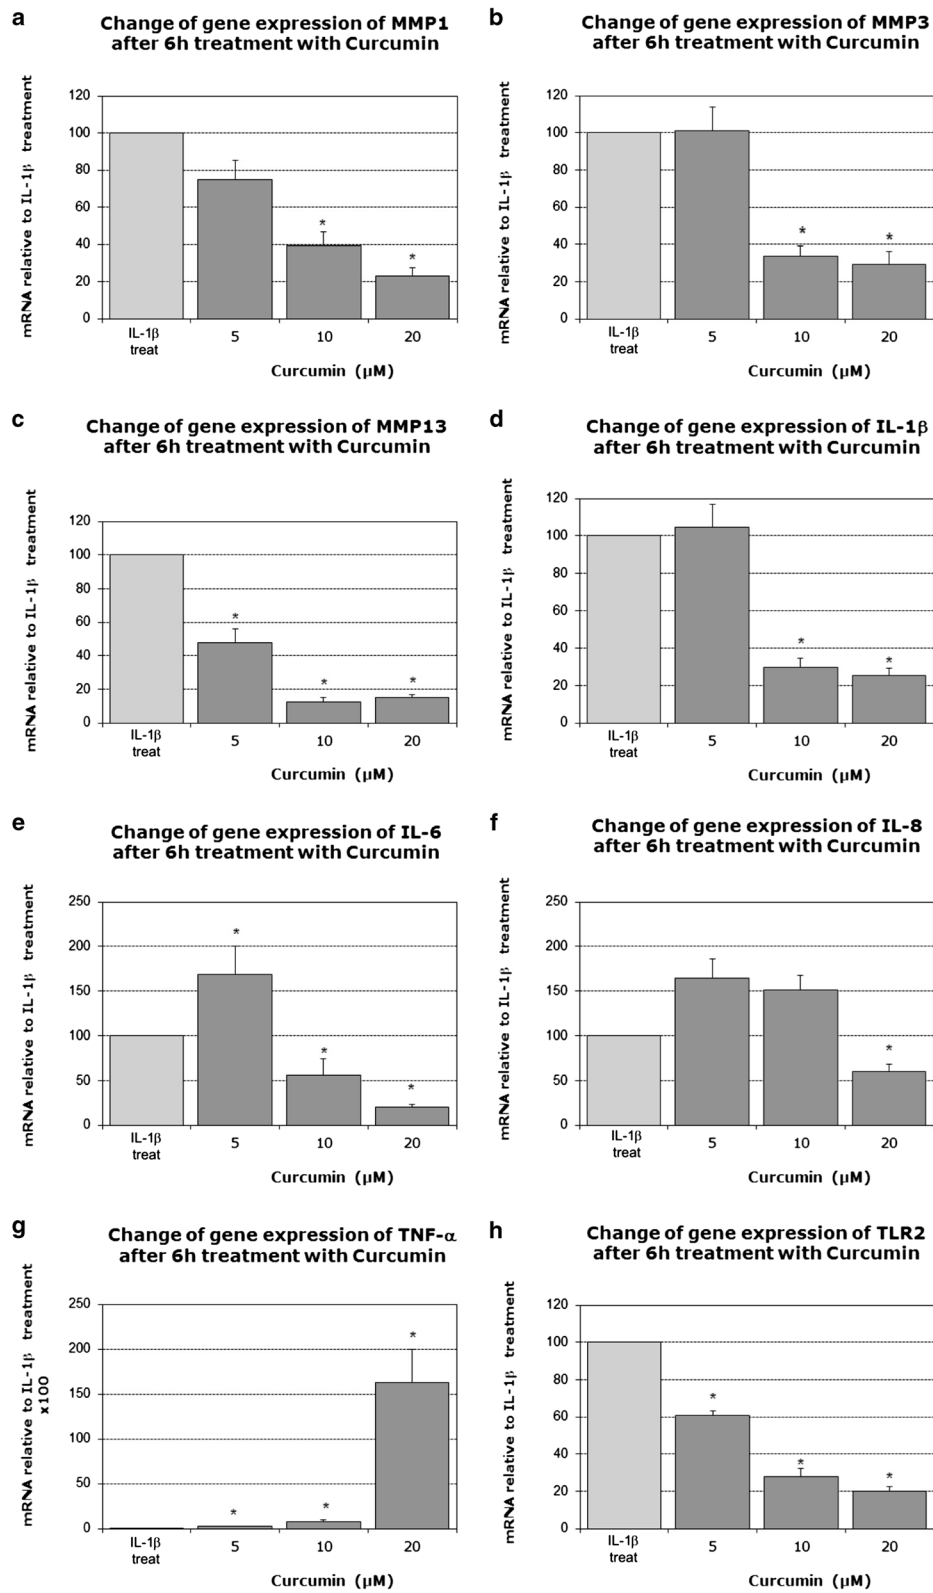 a
Change of gene expression of MMP1
after 6h treatment with Curcumin
mRNA relative to IL-1β treatment
120
100
80
60
40
20
0
IL-1β
treat
5
10
20
*
*
Curcumin (µM)
b
Change of gene expression of MMP3
after 6h treatment with Curcumin
mRNA relative to IL-1β treatment
120
100
80
60
40
20
0
IL-1β
treat
5
10
20
*
*
Curcumin (µM)
c
Change of gene expression of MMP13
after 6h treatment with Curcumin
mRNA relative to IL-1β treatment
120
100
80
60
40
20
0
IL-1β
treat
5
10
20
*
*
*
Curcumin (µM)
d
Change of gene expression of IL-1β
after 6h treatment with Curcumin
mRNA relative to IL-1β treatment
120
100
80
60
40
20
0
IL-1β
treat
5
10
20
*
*
Curcumin (µM)
e
Change of gene expression of IL-6
after 6h treatment with Curcumin
mRNA relative to IL-1β treatment
250
200
150
100
50
0
IL-1β
treat
5
10
20
*
*
*
Curcumin (µM)
f
Change of gene expression of IL-8
after 6h treatment with Curcumin
mRNA relative to IL-1β treatment
250
200
150
100
50
0
IL-1β
treat
5
10
20
*
Curcumin (µM)
g
Change of gene expression of TNF-α
after 6h treatment with Curcumin
mRNA relative to IL-1β treatment
x100
250
200
150
100
50
0
IL-1β
treat
5
10
20
*
*
*
Curcumin (µM)
h
Change of gene expression of TLR2
after 6h treatment with Curcumin
mRNA relative to IL-1β treatment
120
100
80
60
40
20
0
IL-1β
treat
5
10
20
*
*
*
Curcumin (µM)